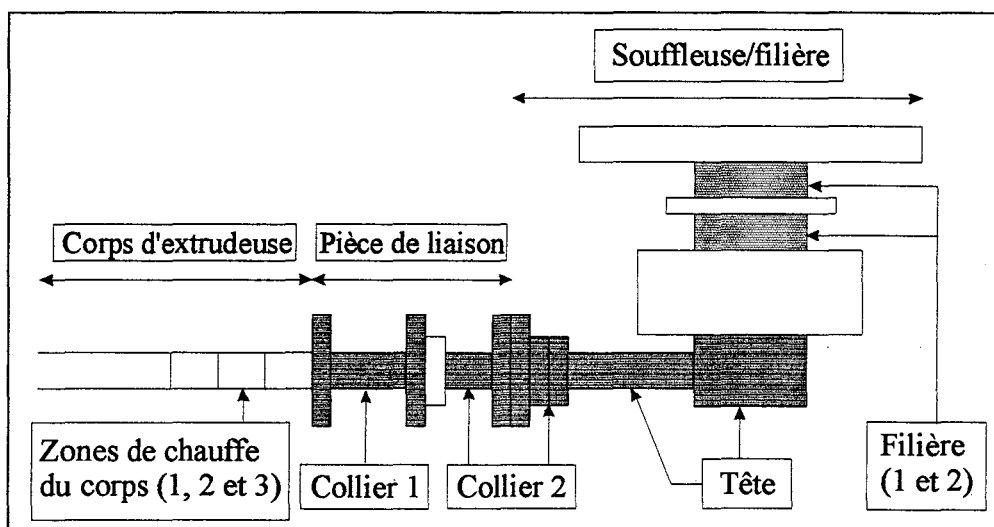 Souffleuse/filière
Corps d'extrudeuse
Pièce de liaison
Zones de chauffe
du corps (1, 2 et 3)
Collier 1
Collier 2
Tête
Filière
(1 et 2)